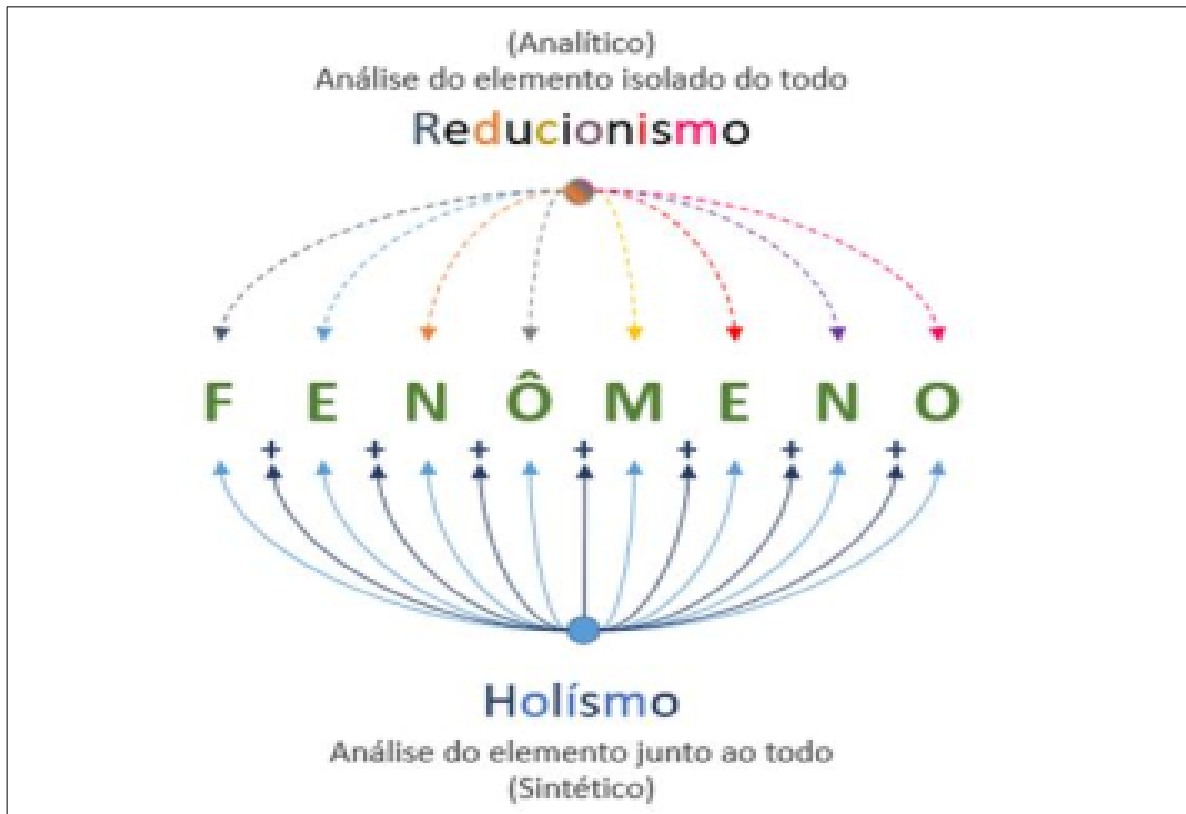 (Analítico)
Análise do elemento isolado do todo
Reducionismo
F E N Ô M E N O
+ + + + + + +
Holísmo
Análise do elemento junto ao todo
(Sintético)